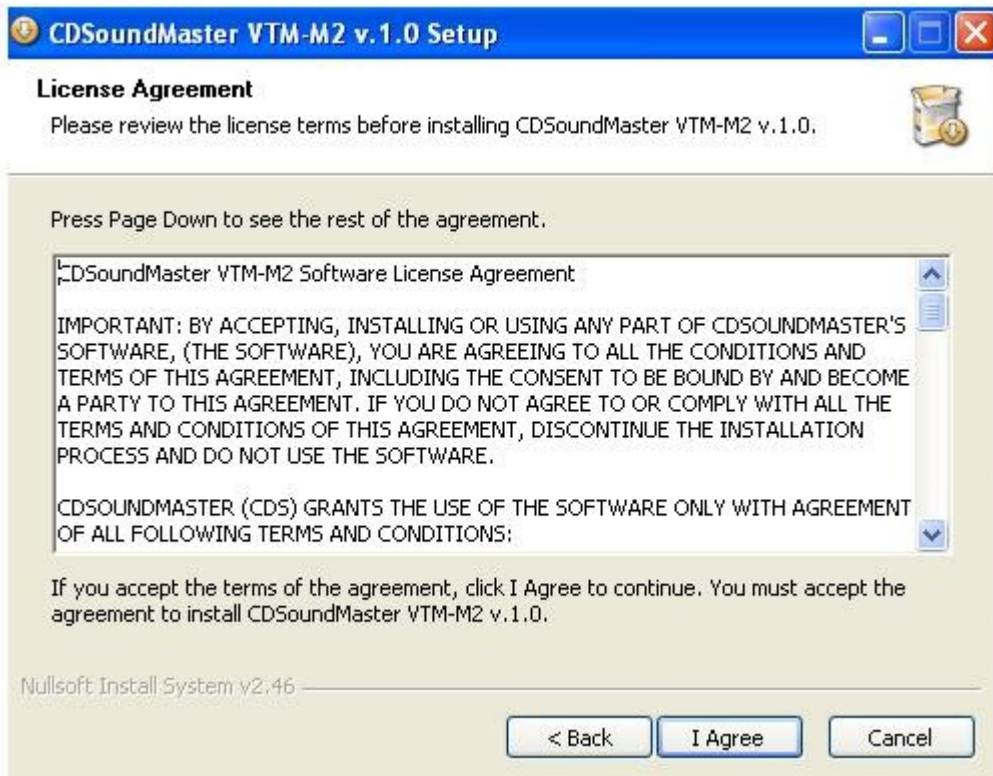 CDSoundMaster VTM-M2 v.1.0 Setup
License Agreement
Please review the license terms before installing CDSoundMaster VTM-M2 v.1.0.
Press Page Down to see the rest of the agreement.
CDSoundMaster VTM-M2 Software License Agreement
IMPORTANT: BY ACCEPTING, INSTALLING OR USING ANY PART OF CDSOUNDMASTER'S
SOFTWARE, (THE SOFTWARE), YOU ARE AGREEING TO ALL THE CONDITIONS AND
TERMS OF THIS AGREEMENT, INCLUDING THE CONSENT TO BE BOUND BY AND BECOME
A PARTY TO THIS AGREEMENT. IF YOU DO NOT AGREE TO OR COMPLY WITH ALL THE
TERMS AND CONDITIONS OF THIS AGREEMENT, DISCONTINUE THE INSTALLATION
PROCESS AND DO NOT USE THE SOFTWARE.
CDSOUNDMASTER (CDS) GRANTS THE USE OF THE SOFTWARE ONLY WITH AGREEMENT
OF ALL FOLLOWING TERMS AND CONDITIONS:
If you accept the terms of the agreement, click I Agree to continue. You must accept the
agreement to install CDSoundMaster VTM-M2 v.1.0.
Nullsoft Install System v2.46
< Back
I Agree
Cancel